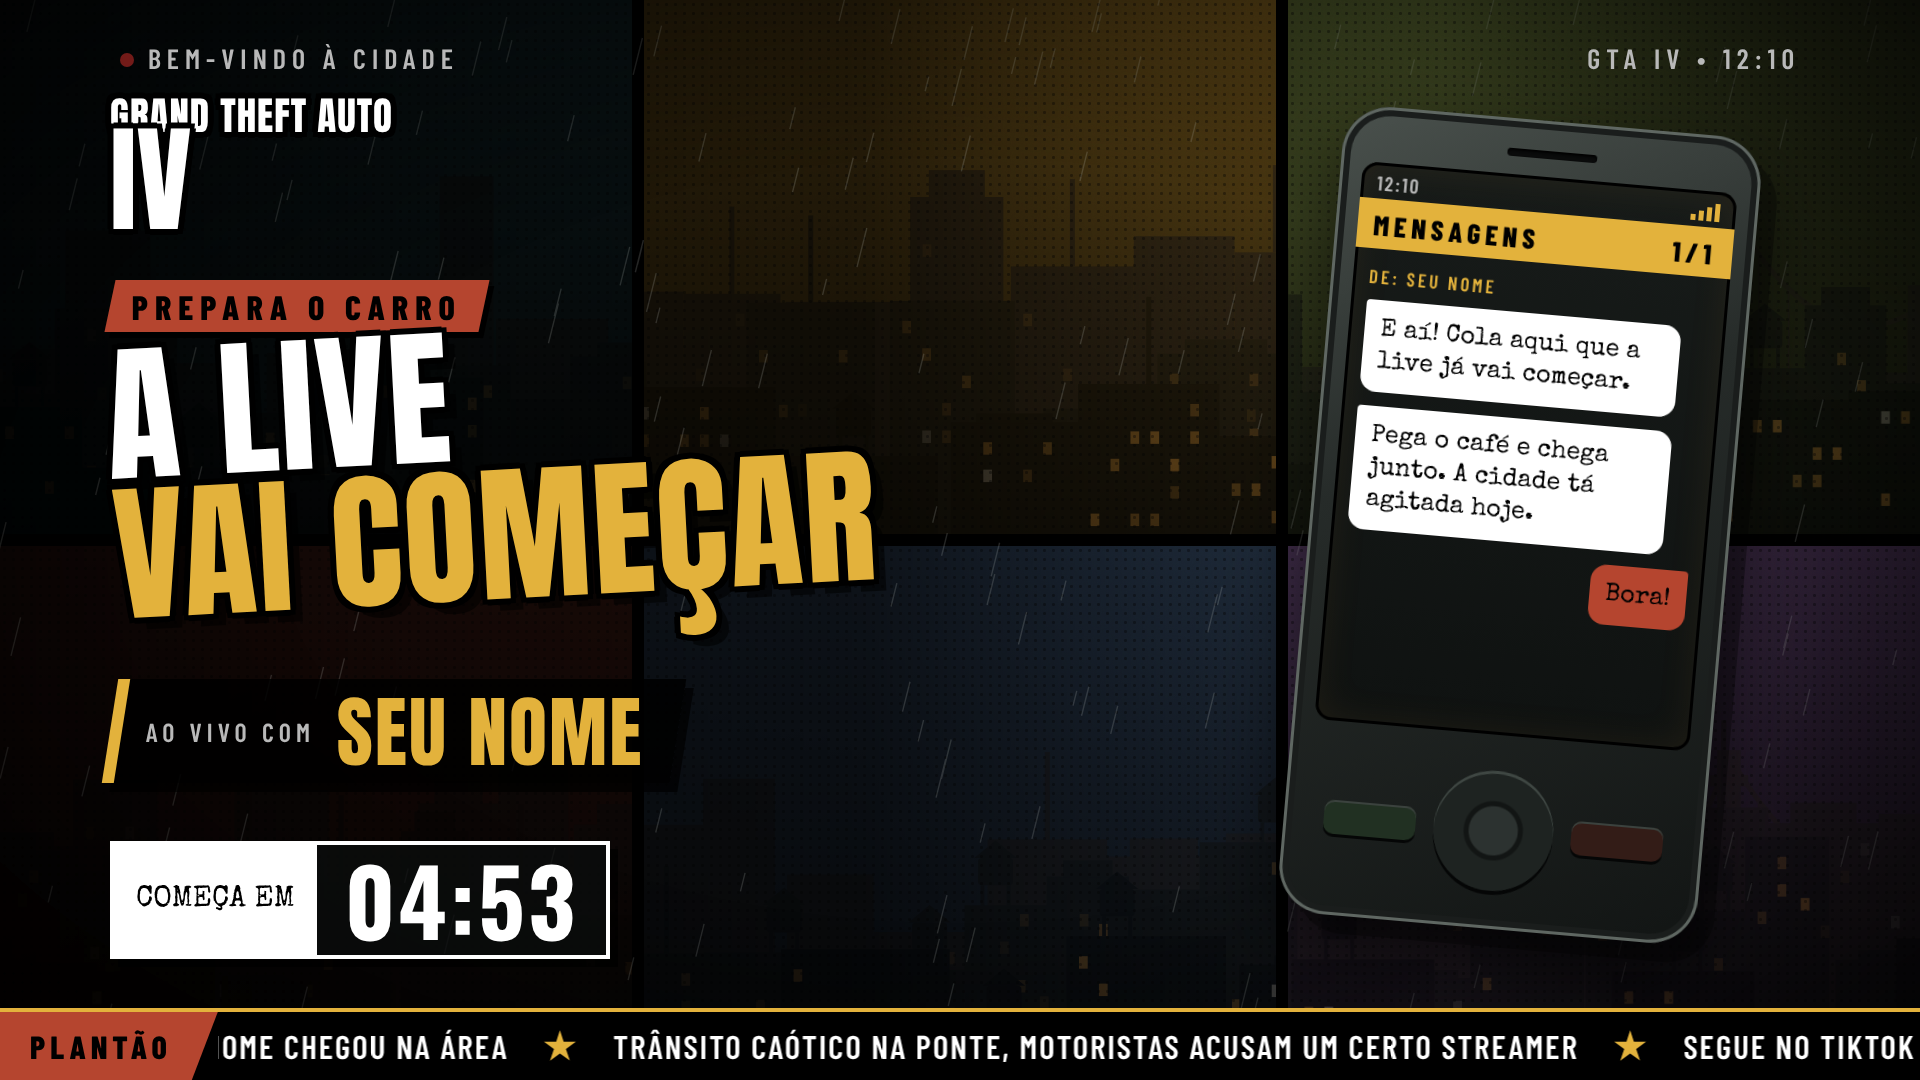 BEM-VINDO À CIDADE
GTA IV • 12:10
GRAND THEFT AUTO
IV
PREPARA O CARRO
A LIVE
VAI COMEÇAR
AO VIVO COM SEU NOME
COMEÇA EM 04:53
12:10
MENSAGENS 1/1
DE: SEU NOME
E aí! Cola aqui que a
live já vai começar.
Pega o café e chega
junto. A cidade tá
agitada hoje.
Bora!
PLANTÃO OME CHEGOU NA ÁREA ★ TRÂNSITO CAÓTICO NA PONTE, MOTORISTAS ACUSAM UM CERTO STREAMER ★ SEGUE NO TIKTOK